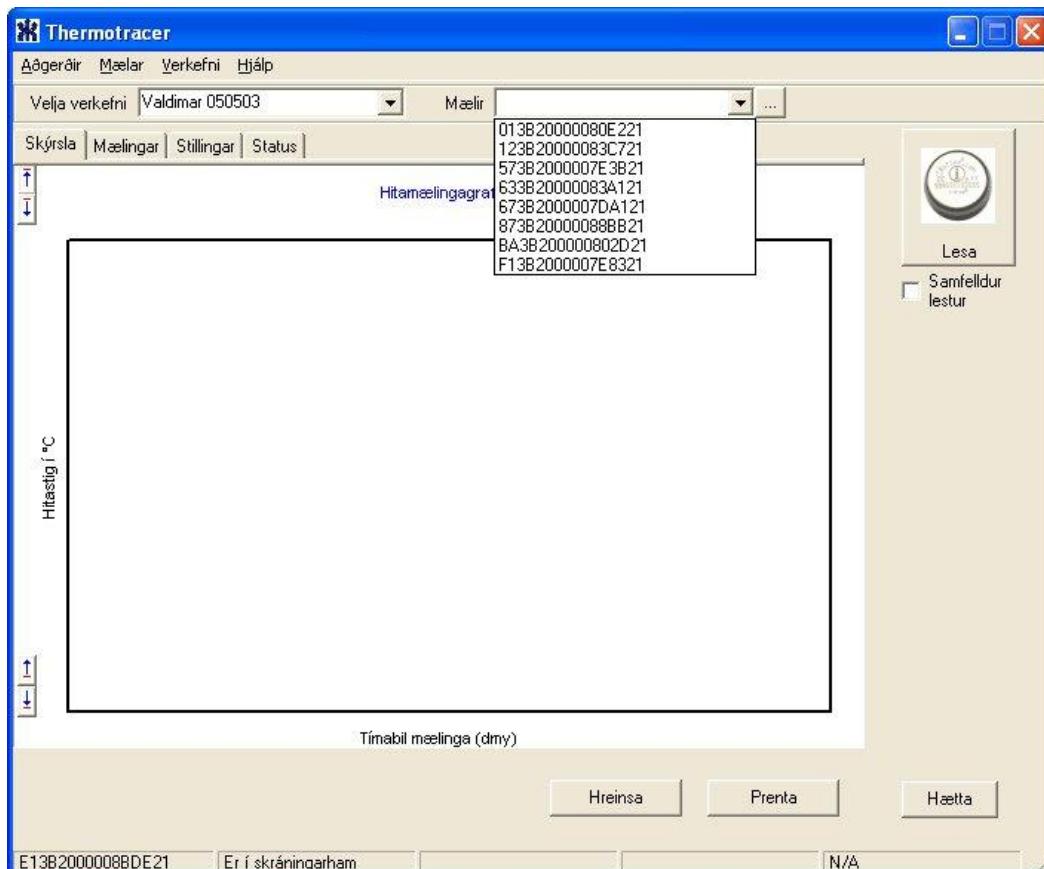 Thermotracer
Aðgerðir Mælar Verkefni Hjálp
Velja verkefni Valdimar 050503 Mælir ...
013B20000080E221
123B20000083C721
573B2000007E3B21
633B20000083A121
673B2000007DA121
873B20000088BB21
BA3B200000802D21
F13B2000007E8321
Skýrsla Mælingar Stillingar Status
Hitamælingagraf
Lesa
Samfelldur
lestur
Hitastig í °C
Tímabil mælinga (dmy)
Hreinsa Prenta Hætta
E13B2000008BDE21 Er í skráningarham N/A